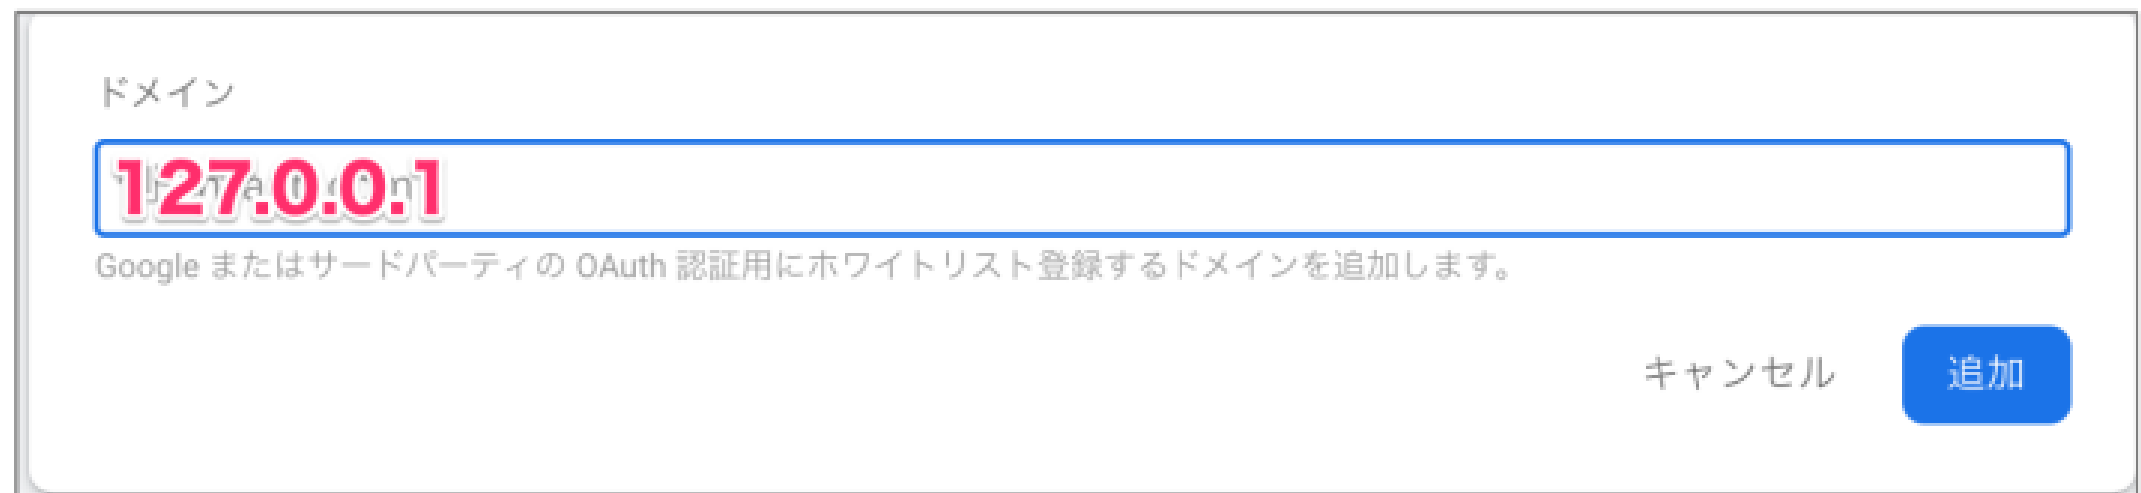 ドメイン
127.0.0.1
Google またはサードパーティの OAuth 認証用にホワイトリスト登録するドメインを追加します。
キャンセル
追加